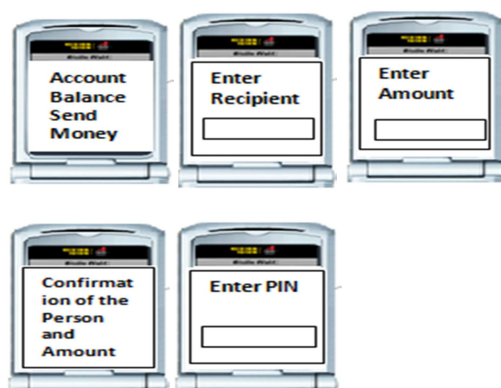 Account
Balance
Send
Money
Enter
Recipient
Enter
Amount
Confirmat
ion of the
Person
and
Amount
Enter PIN